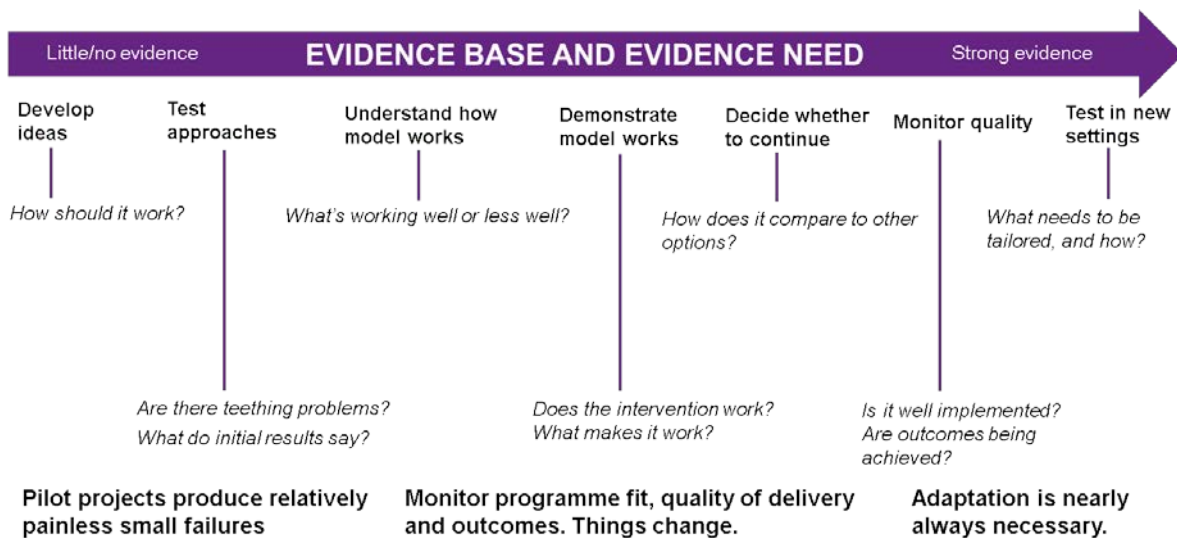 Little/no evidence
EVIDENCE BASE AND EVIDENCE NEED
Strong evidence
Develop
ideas
Test
approaches
Understand how
model works
Demonstrate
model works
Decide whether
to continue
Monitor quality
Test in new
settings
How should it work?
What's working well or less well?
How does it compare to other
options?
What needs to be
tailored, and how?
Are there teething problems?
What do initial results say?
Does the intervention work?
What makes it work?
Is it well implemented?
Are outcomes being
achieved?
Pilot projects produce relatively
painless small failures
Monitor programme fit, quality of delivery
and outcomes. Things change.
Adaptation is nearly
always necessary.